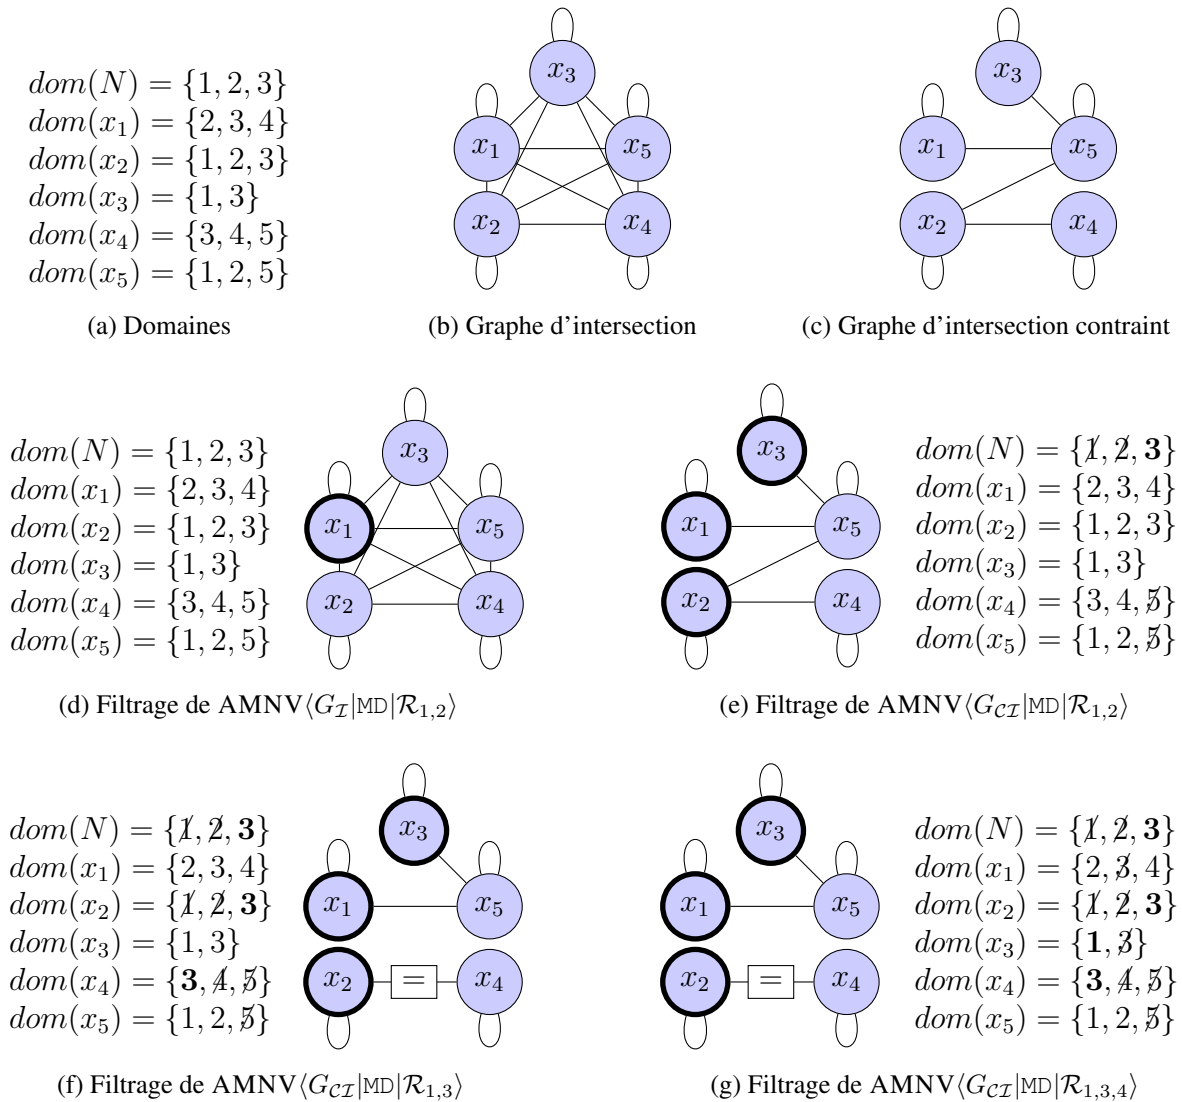 dom(N) = {1, 2, 3}
dom(x₁) = {2, 3, 4}
dom(x₂) = {1, 2, 3}
dom(x₃) = {1, 3}
dom(x₄) = {3, 4, 5}
dom(x₅) = {1, 2, 5}
(a) Domaines
x₃
x₁ x₅
x₂ x₄
(b) Graphe d'intersection
x₃
x₁ x₅
x₂ x₄
(c) Graphe d'intersection contraint
dom(N) = {1, 2, 3}
dom(x₁) = {2, 3, 4}
dom(x₂) = {1, 2, 3}
dom(x₃) = {1, 3}
dom(x₄) = {3, 4, 5}
dom(x₅) = {1, 2, 5}
x₃
x₁ x₅
x₂ x₄
(d) Filtrage de AMNV⟨G_ℐ|MD|ℛ₁,₂⟩
x₃
x₁ x₅
x₂ x₄
dom(N) = {1̸, 2̸, 3}
dom(x₁) = {2, 3, 4}
dom(x₂) = {1, 2, 3}
dom(x₃) = {1, 3}
dom(x₄) = {3, 4, 5̸}
dom(x₅) = {1, 2, 5̸}
(e) Filtrage de AMNV⟨G_𝒞ℐ|MD|ℛ₁,₂⟩
dom(N) = {1̸, 2̸, 3}
dom(x₁) = {2, 3, 4}
dom(x₂) = {1̸, 2̸, 3}
dom(x₃) = {1, 3}
dom(x₄) = {3, 4̸, 5̸}
dom(x₅) = {1, 2, 5̸}
x₃
x₁ x₅
x₂ = x₄
(f) Filtrage de AMNV⟨G_𝒞ℐ|MD|ℛ₁,₃⟩
x₃
x₁ x₅
x₂ = x₄
dom(N) = {1̸, 2̸, 3}
dom(x₁) = {2, 3̸, 4}
dom(x₂) = {1̸, 2̸, 3}
dom(x₃) = {1, 3̸}
dom(x₄) = {3, 4̸, 5̸}
dom(x₅) = {1, 2, 5̸}
(g) Filtrage de AMNV⟨G_𝒞ℐ|MD|ℛ₁,₃,₄⟩